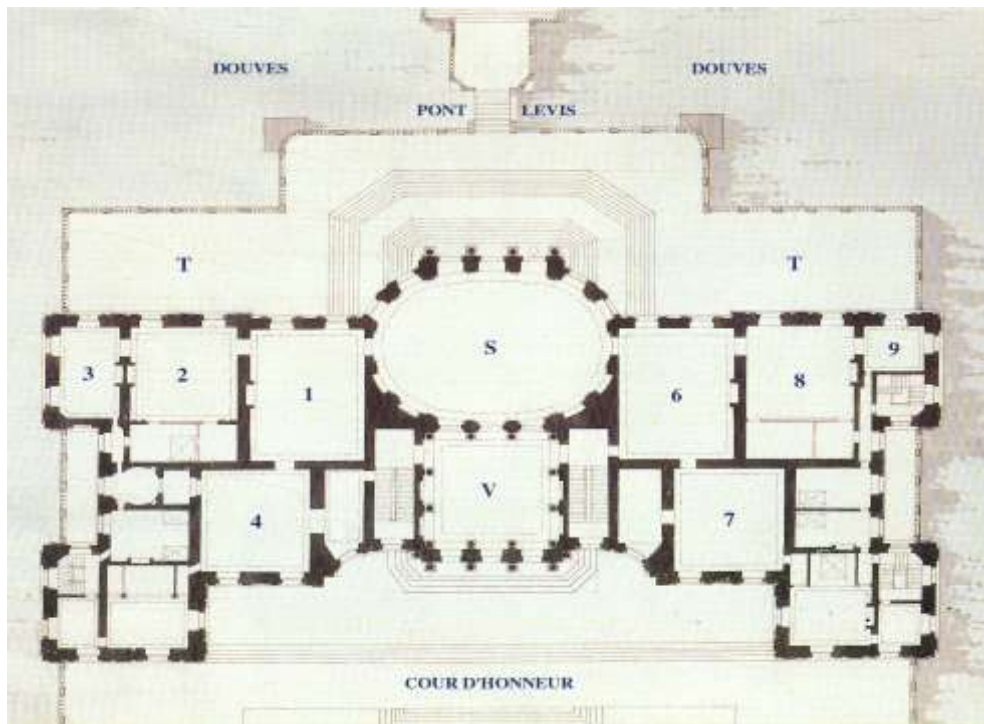 DOUVES DOUVES
PONT LEVIS
T T
S
3 2 1 6 8 9
V
4 7
COUR D'HONNEUR